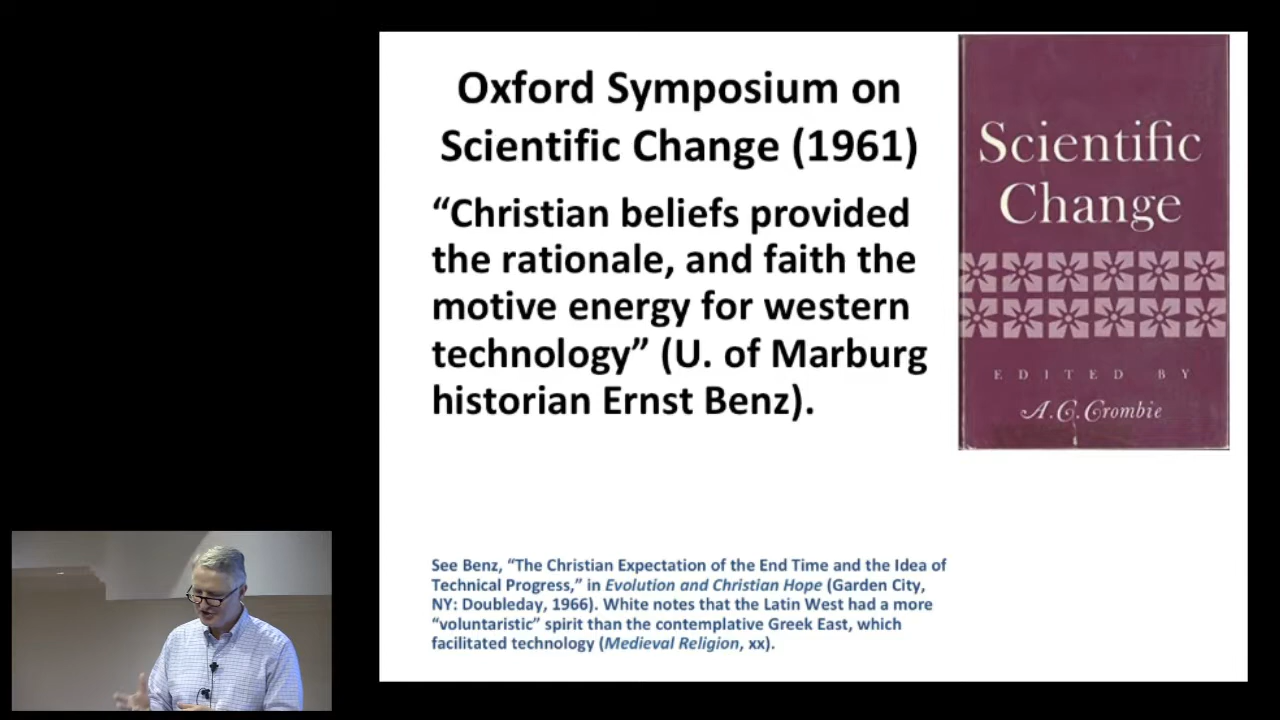 Oxford Symposium on
Scientific Change (1961)
“Christian beliefs provided
the rationale, and faith the
motive energy for western
technology” (U. of Marburg
historian Ernst Benz).
Scientific
Change
EDITED BY
A.C. Crombie
See Benz, “The Christian Expectation of the End Time and the Idea of
Technical Progress,” in Evolution and Christian Hope (Garden City,
NY: Doubleday, 1966). White notes that the Latin West had a more
“voluntaristic” spirit than the contemplative Greek East, which
facilitated technology (Medieval Religion, xx).